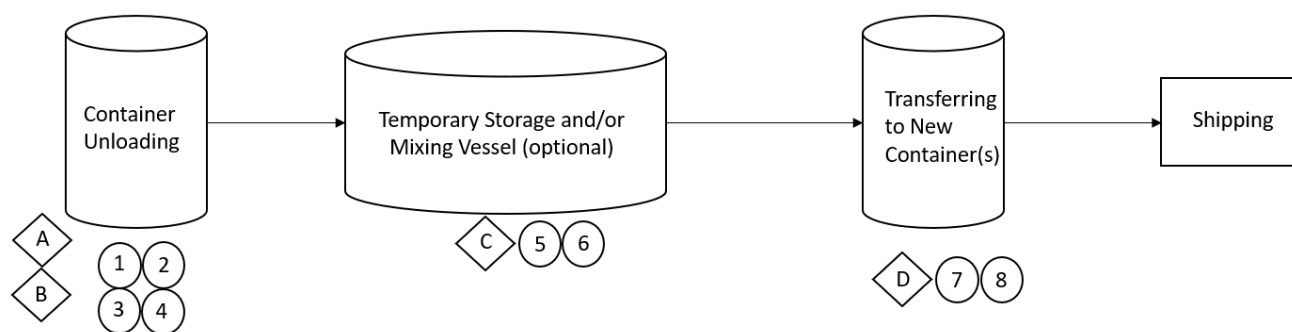 Container
Unloading
Temporary Storage and/or
Mixing Vessel (optional)
Transferring
to New
Container(s)
Shipping
A
B
1 2
3 4
C 5 6
D 7 8